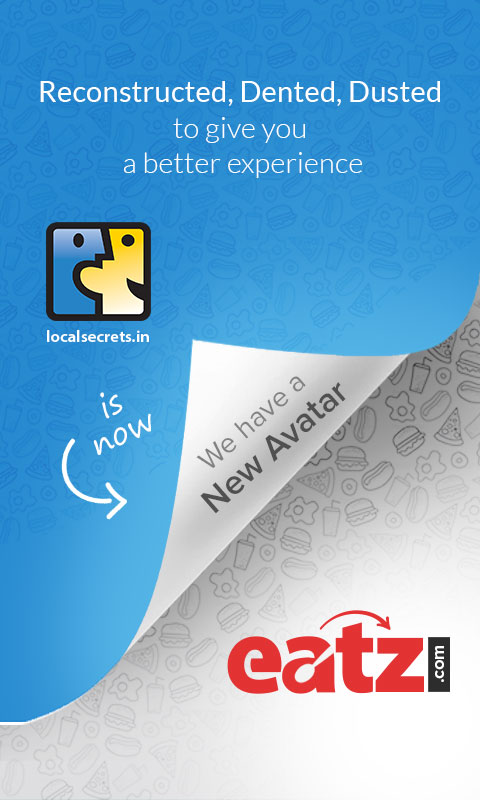 Reconstructed, Dented, Dusted
to give you
a better experience
localsecrets.in
is
now
We have a
New Avatar
eatz.com